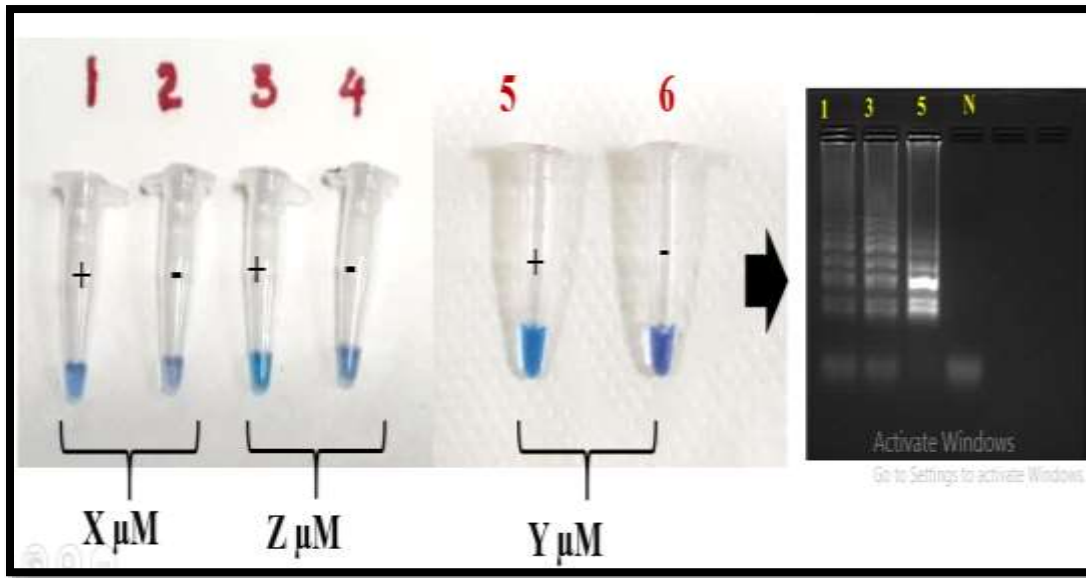 1 2 3 4
5 6
1 3 5 N
+ - + -
+ -
Activate Windows
Go to Settings to activate Windows.
X µM Z µM Y µM